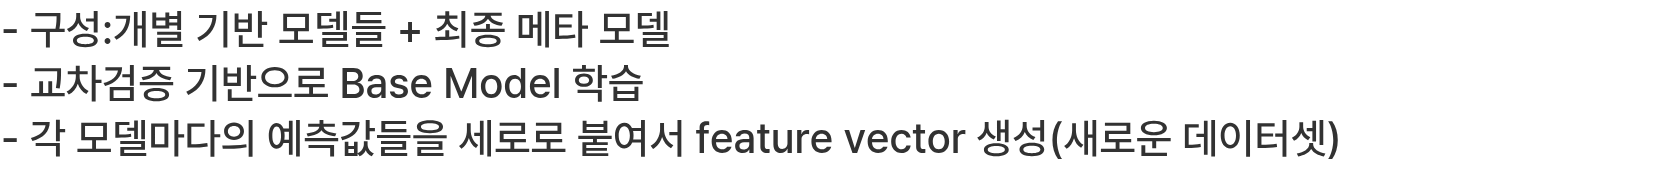 - 구성:개별 기반 모델들 + 최종 메타 모델
- 교차검증 기반으로 Base Model 학습
- 각 모델마다의 예측값들을 세로로 붙여서 feature vector 생성(새로운 데이터셋)